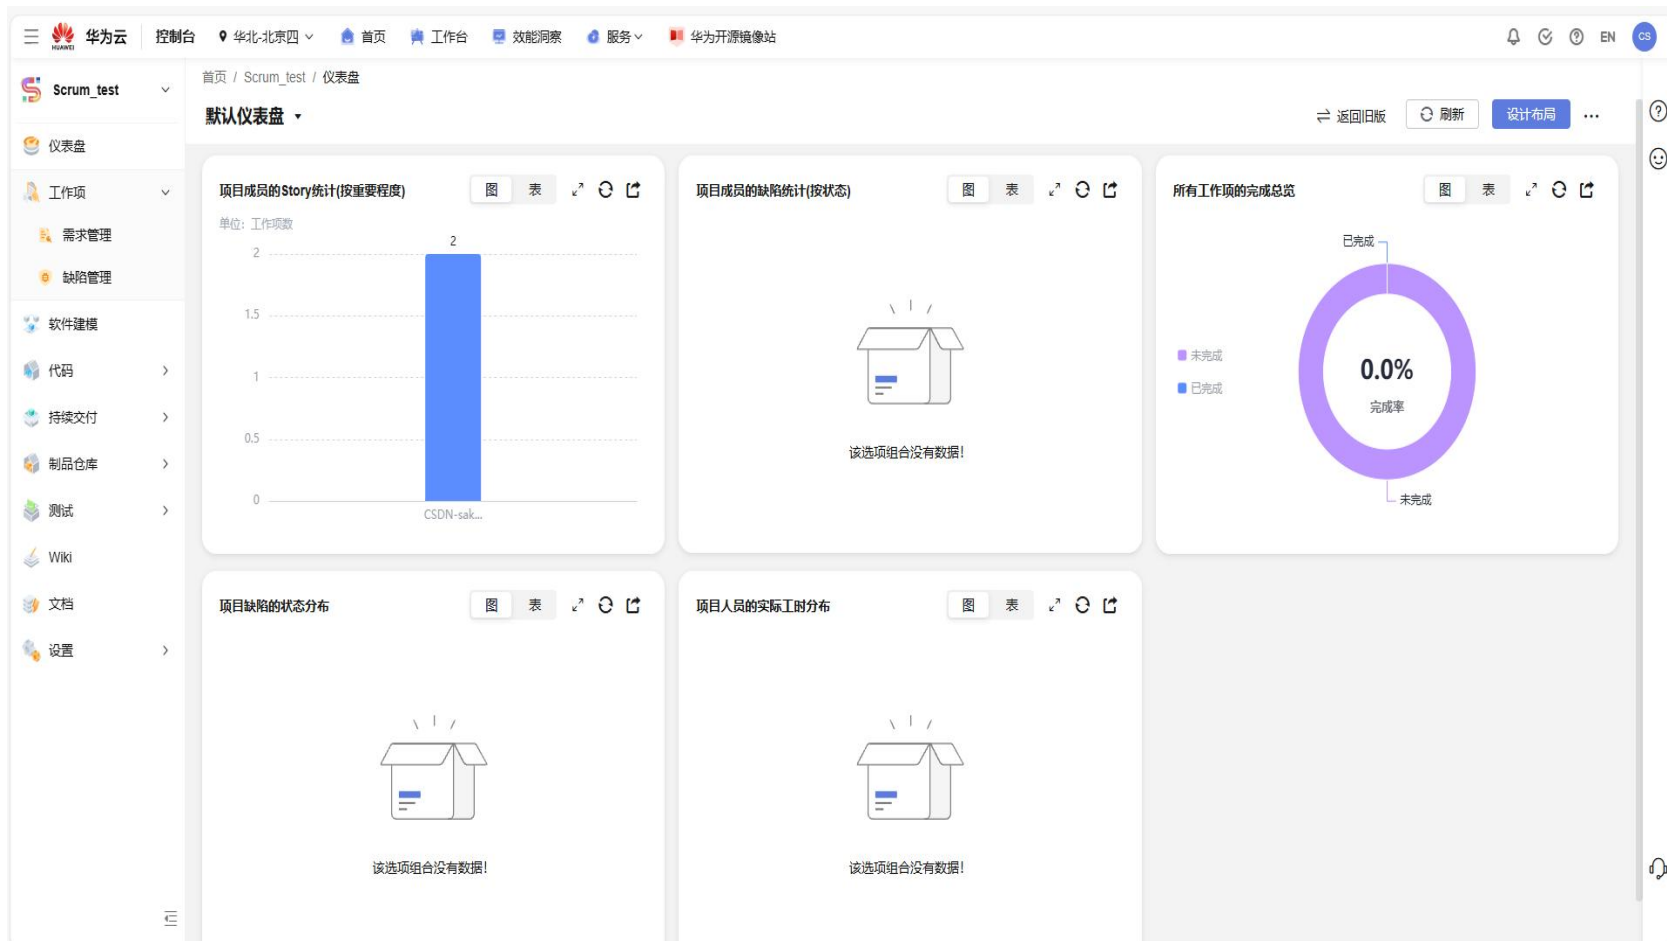 华为云 控制台 华北-北京四 首页 工作台 效能洞察 服务 华为开源镜像站 EN CS
HUAWEI
Scrum_test
首页 / Scrum_test / 仪表盘
默认仪表盘 返回旧版 刷新 设计布局 ...
仪表盘
工作项
需求管理
缺陷管理
软件建模
代码
持续交付
制品仓库
测试
Wiki
文档
设置
项目成员的Story统计(按重要程度) 图 表
单位: 工作项数
2
2
1.5
1
0.5
0
CSDN-sak...
项目成员的缺陷统计(按状态) 图 表
该选项组合没有数据!
所有工作项的完成总览 图 表
已完成
未完成
已完成
0.0%
完成率
未完成
项目缺陷的状态分布 图 表
该选项组合没有数据!
项目人员的实际工时分布 图 表
该选项组合没有数据!